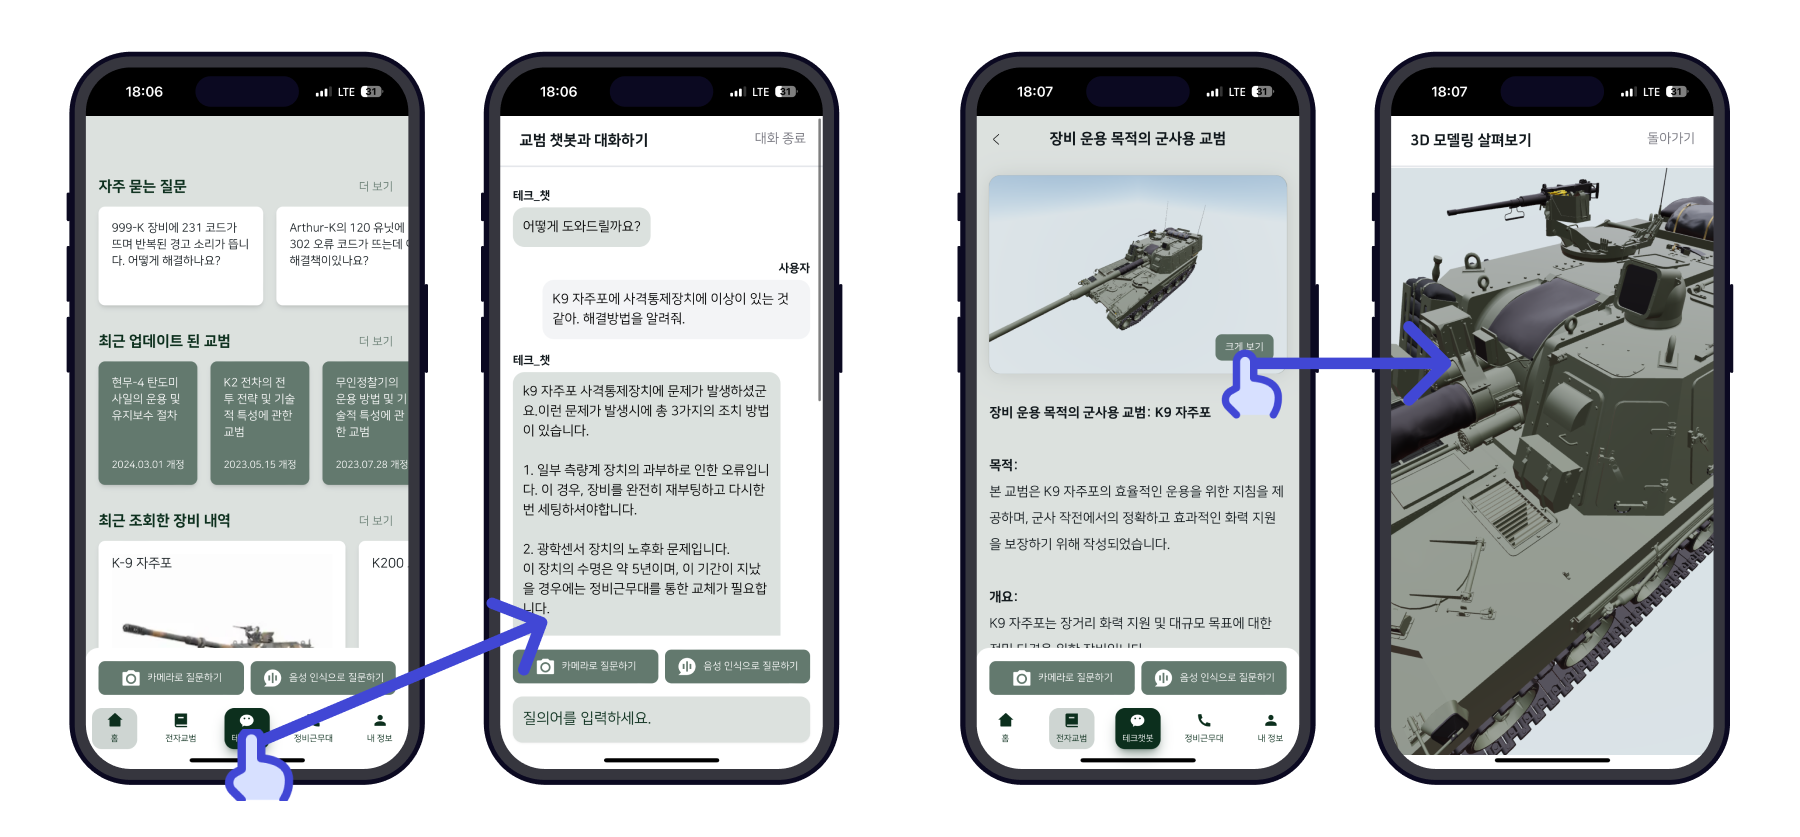 18:06
LTE
31
자주 묻는 질문
더 보기
999-K 장비에 231 코드가
뜨며 반복된 경고 소리가 뜹니
다. 어떻게 해결하나요?
Arthur-K의 120 유닛에
302 오류 코드가 뜨는데
해결책이있나요?
최근 업데이트 된 교범
더 보기
현무-4 탄도미
사일의 운용 및
유지보수 절차
2024.03.01 개정
K2 전차의 전
투 전략 및 기술
적 특성에 관한
교범
2023.05.15 개정
무인정찰기의
운용 방법 및 기
술적 특성에 관
한 교범
2023.07.28 개정
최근 조회한 장비 내역
더 보기
K-9 자주포
K200
카메라로 질문하기
음성 인식으로 질문하기
홈
전자교범
정비근무대
내 정보
18:06
LTE
31
교범 챗봇과 대화하기
대화 종료
테크_챗
어떻게 도와드릴까요?
사용자
K9 자주포에 사격통제장치에 이상이 있는 것
같아. 해결방법을 알려줘.
테크_챗
k9 자주포 사격통제장치에 문제가 발생하셨군
요.이런 문제가 발생시에 총 3가지의 조치 방법
이 있습니다.
1. 일부 측량계 장치의 과부하로 인한 오류입니
다. 이 경우, 장비를 완전히 재부팅하고 다시한
번 세팅하셔야합니다.
2. 광학센서 장치의 노후화 문제입니다.
이 장치의 수명은 약 5년이며, 이 기간이 지났
을 경우에는 정비근무대를 통한 교체가 필요합
니다.
카메라로 질문하기
음성 인식으로 질문하기
질의어를 입력하세요.
18:07
LTE
31
장비 운용 목적의 군사용 교범
크게 보기
장비 운용 목적의 군사용 교범: K9 자주포
목적:
본 교범은 K9 자주포의 효율적인 운용을 위한 지침을 제
공하며, 군사 작전에서의 정확하고 효과적인 화력 지원
을 보장하기 위해 작성되었습니다.
개요:
K9 자주포는 장거리 화력 지원 및 대규모 목표에 대한
카메라로 질문하기
음성 인식으로 질문하기
홈
전자교범
테크챗봇
정비근무대
내 정보
18:07
LTE
31
3D 모델링 살펴보기
돌아가기